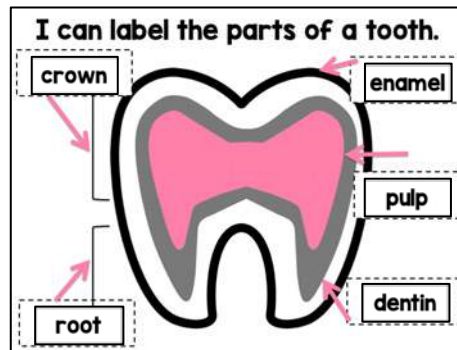 I can label the parts of a tooth.
crown
enamel
pulp
dentin
root